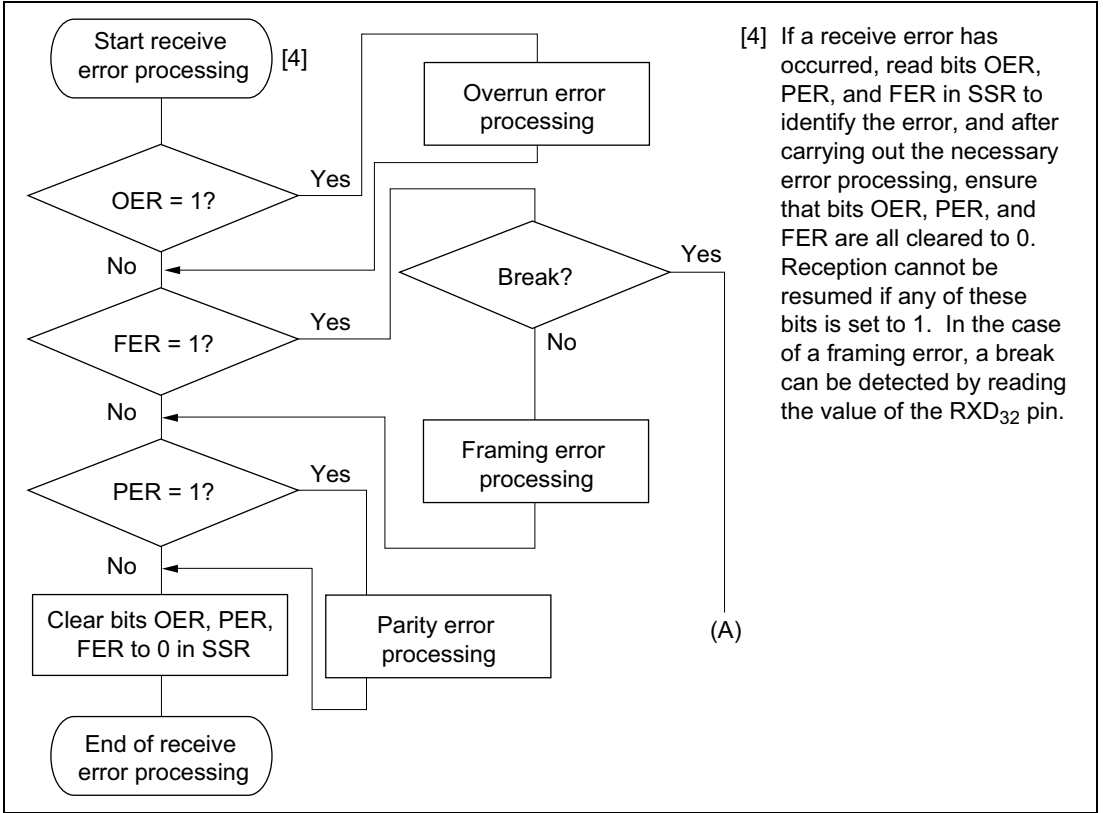 Start receive
error processing
[4]
OER = 1?
Yes
No
Overrun error
processing
FER = 1?
Yes
No
Break?
Yes
No
Framing error
processing
PER = 1?
Yes
No
Parity error
processing
Clear bits OER, PER,
FER to 0 in SSR
End of receive
error processing
(A)
[4] If a receive error has
occurred, read bits OER,
PER, and FER in SSR to
identify the error, and after
carrying out the necessary
error processing, ensure
that bits OER, PER, and
FER are all cleared to 0.
Reception cannot be
resumed if any of these
bits is set to 1. In the case
of a framing error, a break
can be detected by reading
the value of the RXD32 pin.